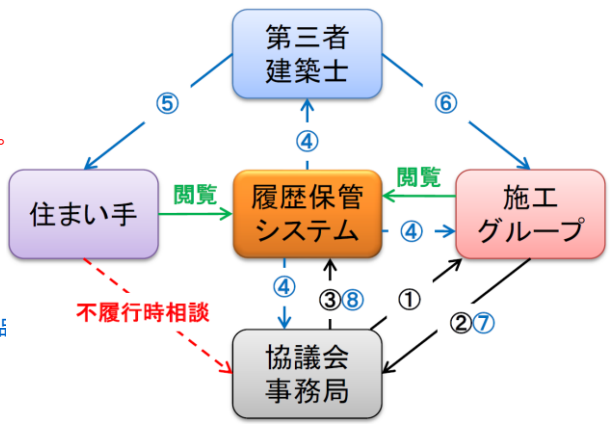 第三者
建築士
⑤
⑥
。
④
閲覧
閲覧
住まい手
履歴保管
システム
④
施工
グループ
④
③⑧
①
不履行時相談
②⑦
協議会
事務局